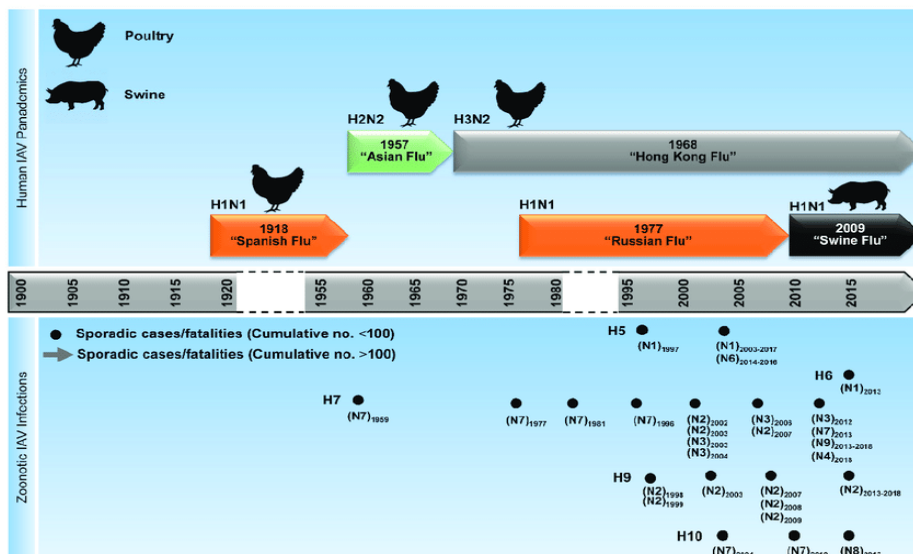 Human IAV Panadomics
Poultry
Swine
H2N2
H3N2
1957
"Asian Flu"
1968
"Hong Kong Flu"
H1N1
H1N1
H1N1
1918
"Spanish Flu"
1977
"Russian Flu"
2009
"Swine Flu"
1900 1905 1910 1915 1920 1955 1960 1970 1975 1980 1995 2000 2005 2010 2015
Zoonotic IAV Infections
Sporadic cases/fatalities (Cumulative no. <100)
Sporadic cases/fatalities (Cumulative no. >100)
H5
(N1)1997
(N1)2003-2017
(N6)2014-2016
H6
(N1)2013
H7
(N7)1959
(N7)1977
(N7)1981
(N7)1996
(N2)2002
(N2)2003
(N3)2003
(N3)2004
(N3)2006
(N2)2007
(N3)2012
(N7)2013
(N9)2013-2018
(N4)2018
H9
(N2)1998
(N2)1999
(N2)2003
(N2)2007
(N2)2008
(N2)2009
(N2)2013-2018
H10
(N7)
(N7)
(N8)